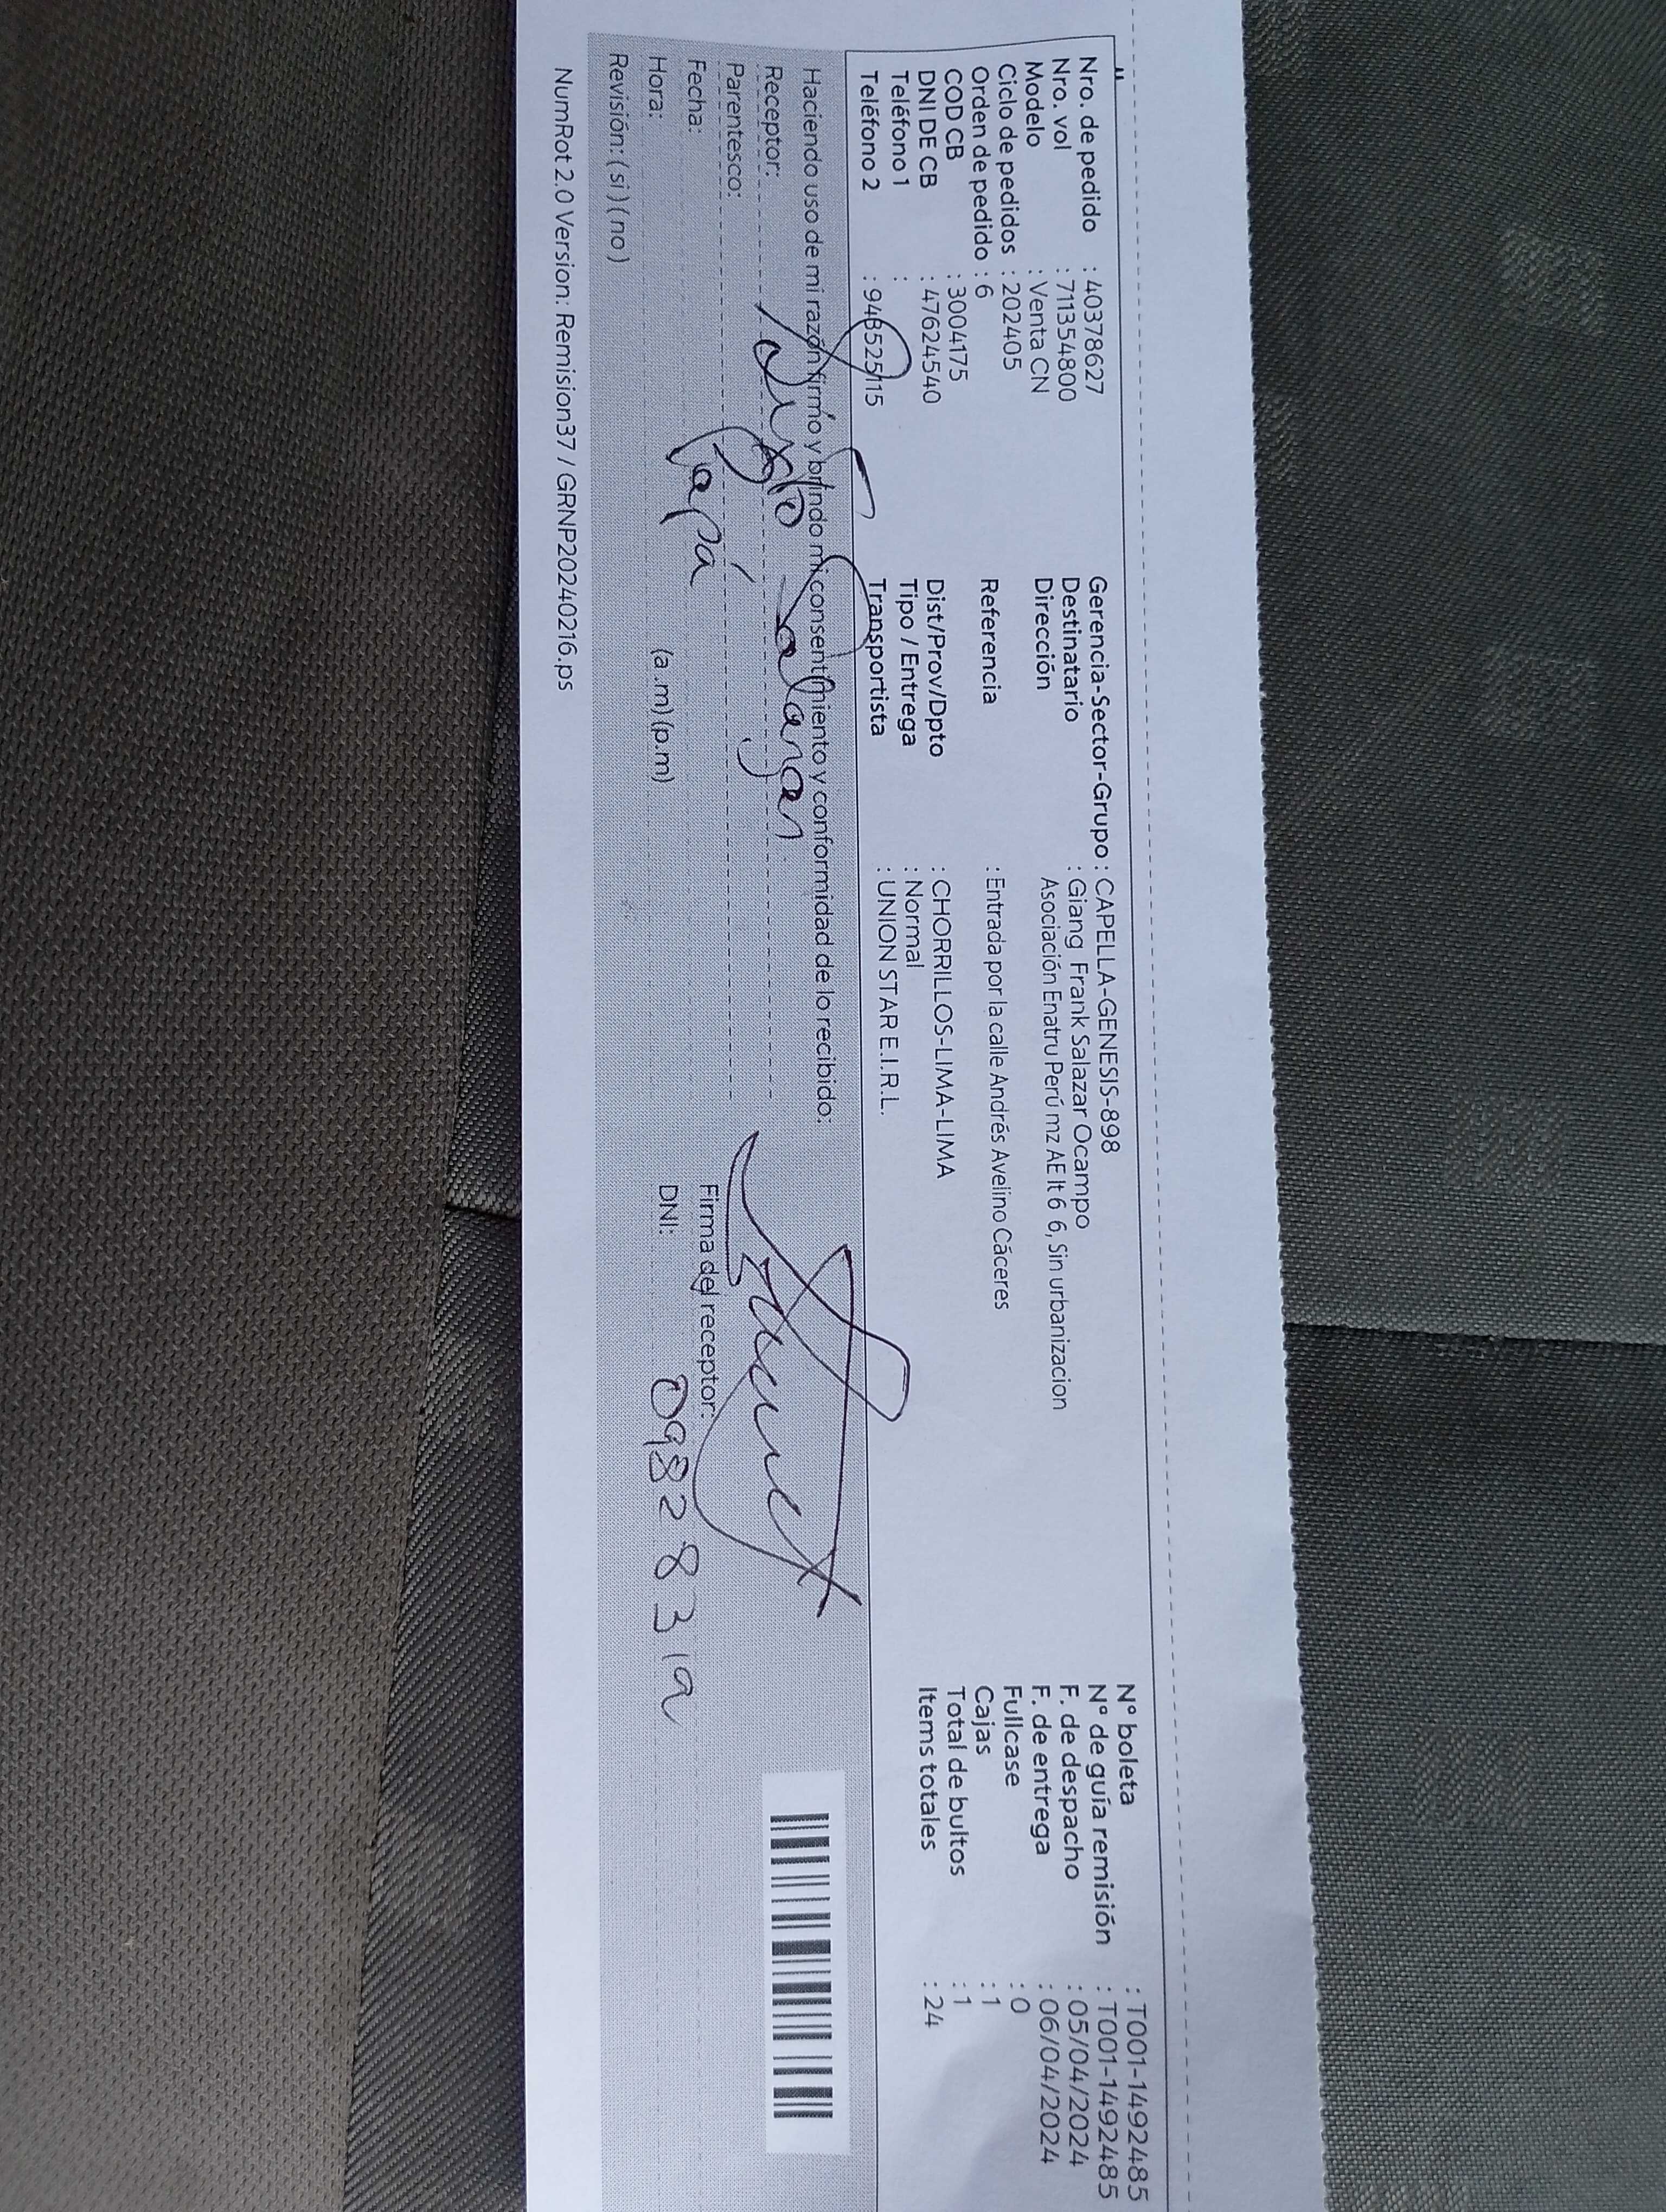 Nro. de pedido : 40378627
Nro. vol : 711354800
Modelo : Venta CN
Ciclo de pedidos : 202405
Orden de pedido : 6
COD CB : 3004175
DNI DE CB : 47624540
Teléfono 1 :
Teléfono 2 : 948525115
Gerencia-Sector-Grupo : CAPELLA-GENESIS-898
Destinatario : Giang Frank Salazar Ocampo
Dirección Asociación Enatru Perú mz AE lt 6 6, Sin urbanizacion
Referencia : Entrada por la calle Andrés Avelino Cáceres
Dist/Prov/Dpto : CHORRILLOS-LIMA-LIMA
Tipo / Entrega : Normal
Transportista : UNION STAR E.I.R.L.
N° boleta : T001-1492485
N° de guía remisión : T001-1492485
F. de despacho : 05/04/2024
F. de entrega : 06/04/2024
Fullcase : 0
Cajas : 1
Total de bultos : 1
Items totales : 24
Haciendo uso de mi razón firmo y brindo mi consentimiento y conformidad de lo recibido:
Receptor: Sixto Salazar
Parentesco: Papá
Fecha:
Hora: (a.m) (p.m)
Revisión: (si) (no)
Firma del receptor:
DNI: 0982831
NumRot 2.0 Version: Remision37 / GRNP20240216.ps